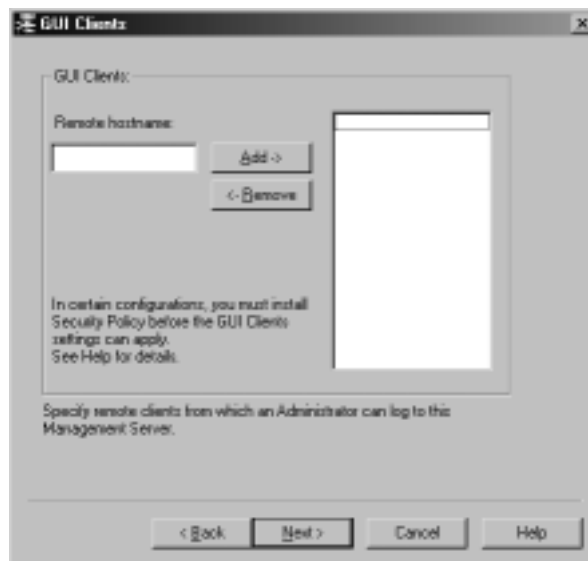 GUI Clients
GUI Clients:
Remote hostname:
Add ->
<- Remove
In certain configurations, you must install
Security Policy before the GUI Clients
settings can apply.
See Help for details.
Specify remote clients from which an Administrator can log to this
Management Server.
< Back
Next >
Cancel
Help